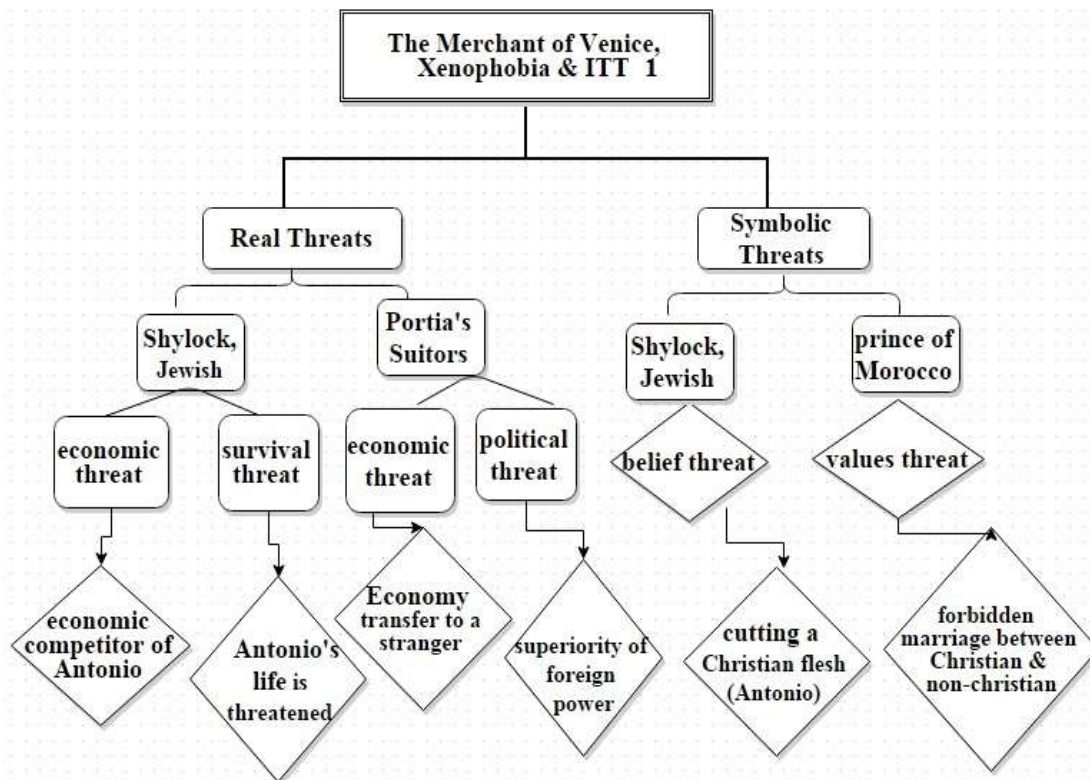 The Merchant of Venice,
Xenophobia & ITT 1
Real Threats
Symbolic
Threats
Shylock,
Jewish
Portia's
Suitors
Shylock,
Jewish
prince of
Morocco
economic
threat
survival
threat
economic
threat
political
threat
belief threat
values threat
economic
competitor of
Antonio
Antonio's
life is
threatened
Economy
transfer to a
stranger
superiority of
foreign
power
cutting a
Christian flesh
(Antonio)
forbidden
marriage between
Christian &
non-christian